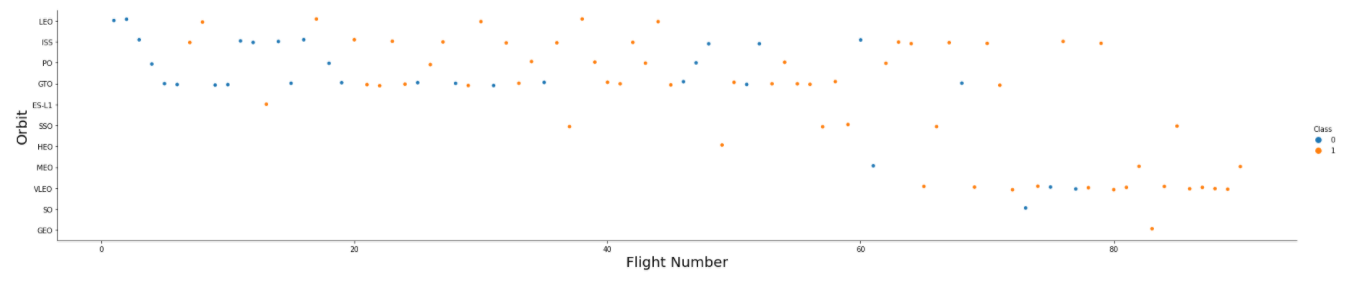 LEO
ISS
PO
GTO
ES-L1
SSO
HEO
MEO
VLEO
SO
GEO
Orbit
0 20 40 60 80
Flight Number
Class
0
1